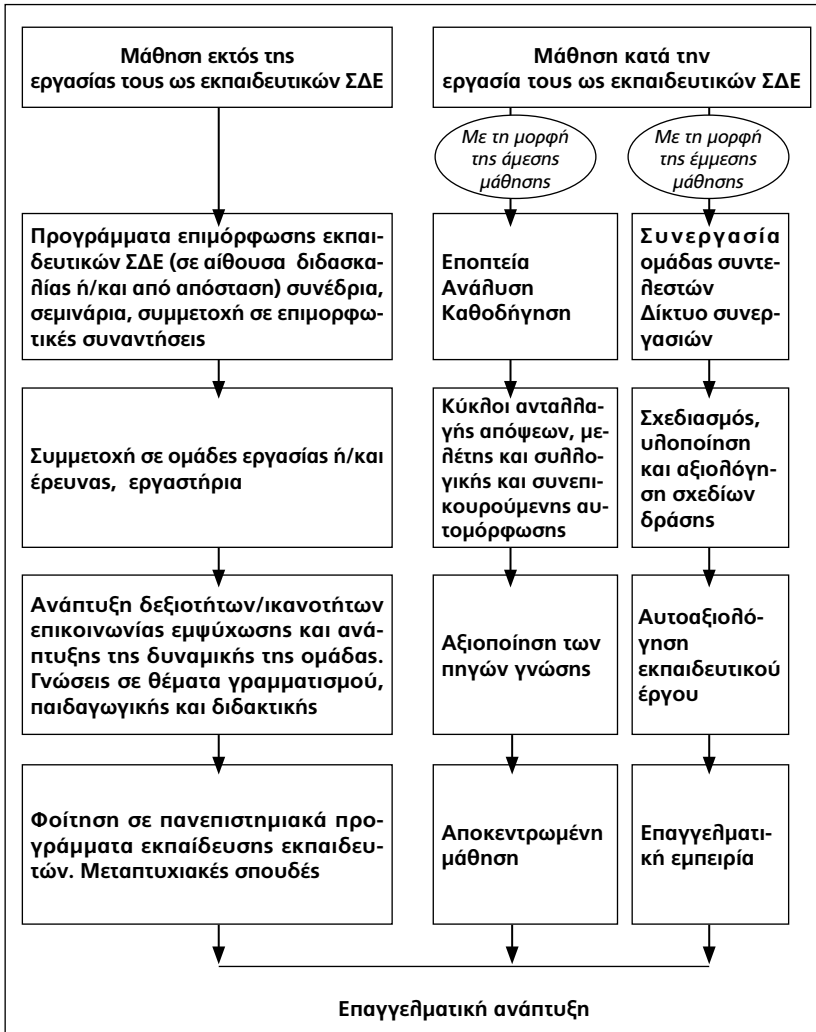 Μάθηση εκτός της
εργασίας τους ως εκπαιδευτικών ΣΔΕ
Μάθηση κατά την
εργασία τους ως εκπαιδευτικών ΣΔΕ
Με τη μορφή
της άμεσης
μάθησης
Με τη μορφή
της έμμεσης
μάθησης
Προγράμματα επιμόρφωσης εκπαι-
δευτικών ΣΔΕ (σε αίθουσα διδασκα-
λίας ή/και από απόσταση) συνέδρια,
σεμινάρια, συμμετοχή σε επιμορφω-
τικές συναντήσεις
Εποπτεία
Ανάλυση
Καθοδήγηση
Συνεργασία
ομάδας συντε-
λεστών
Δίκτυο συνερ-
γασιών
Συμμετοχή σε ομάδες εργασίας ή/και
έρευνας, εργαστήρια
Κύκλοι ανταλλα-
γής απόψεων, με-
λέτης και συλλο-
γικής και συνεπι-
κουρούμενης αυ-
τομόρφωσης
Σχεδιασμός,
υλοποίηση
και αξιολόγη-
ση σχεδίων
δράσης
Ανάπτυξη δεξιοτήτων/ικανοτήτων
επικοινωνίας εμψύχωσης και ανά-
πτυξης της δυναμικής της ομάδας.
Γνώσεις σε θέματα γραμματισμού,
παιδαγωγικής και διδακτικής
Αξιοποίηση των
πηγών γνώσης
Αυτοαξιολό-
γηση
εκπαιδευτικού
έργου
Φοίτηση σε πανεπιστημιακά προ-
γράμματα εκπαίδευσης εκπαιδευ-
τών. Μεταπτυχιακές σπουδές
Αποκεντρωμένη
μάθηση
Επαγγελματι-
κή εμπειρία
Επαγγελματική ανάπτυξη